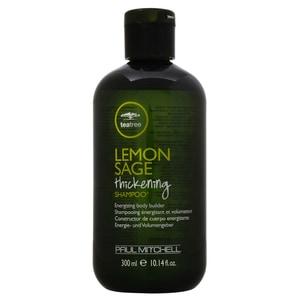 teatree
LEMON
SAGE
thickening
SHAMPOO
Energizing body builder
Shampooing énergisant et volumateur
Constructor de cuerpo energizante
Energie- und Volumengeber
PAUL MITCHELL
300 ml e 10.14 fl. oz.